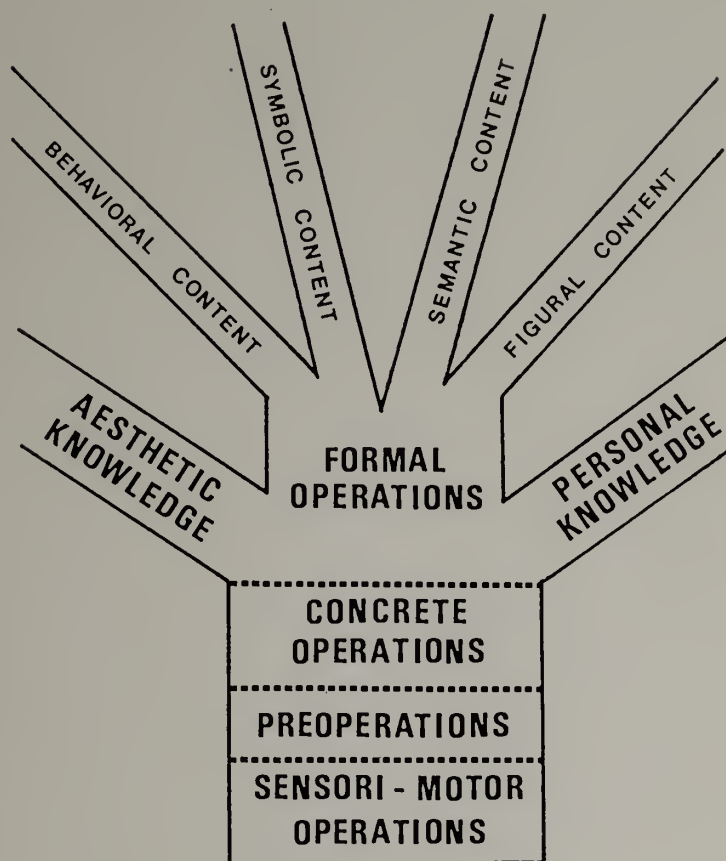 BEHAVIORAL CONTENT
SYMBOLIC CONTENT
SEMANTIC CONTENT
FIGURAL CONTENT
AESTHETIC
KNOWLEDGE
FORMAL
OPERATIONS
PERSONAL
KNOWLEDGE
CONCRETE
OPERATIONS
PREOPERATIONS
SENSORI - MOTOR
OPERATIONS